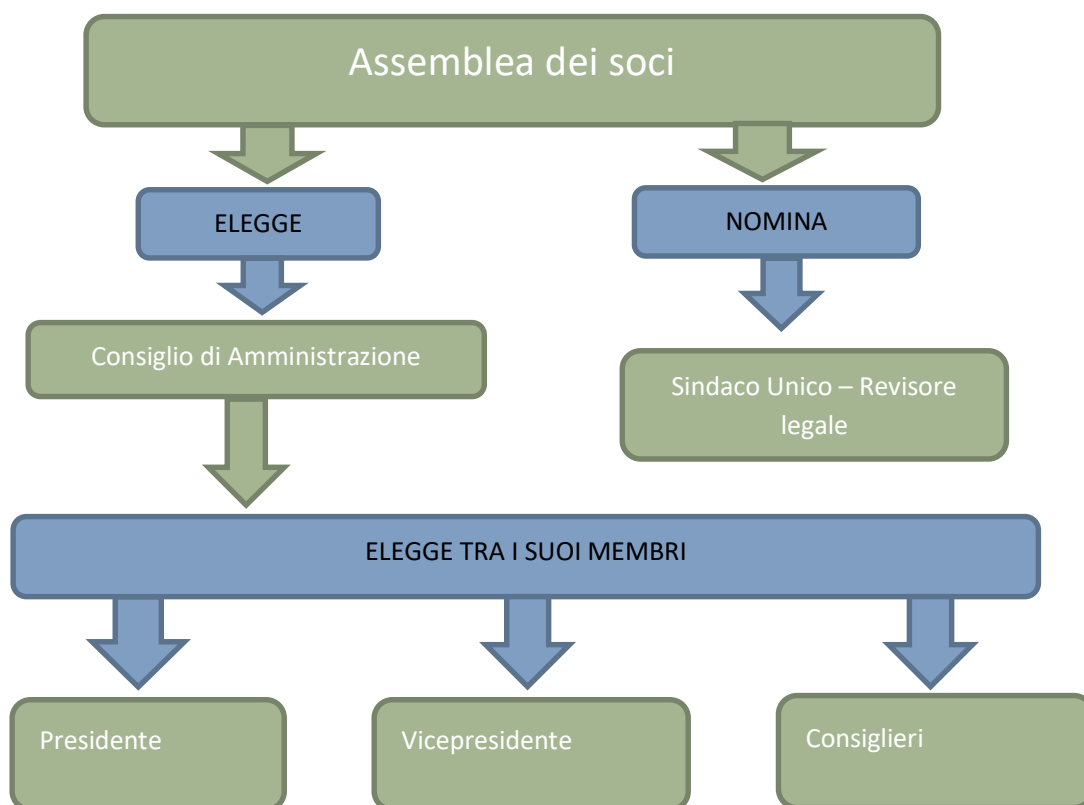 Assemblea dei soci
ELEGGE
NOMINA
Consiglio di Amministrazione
Sindaco Unico – Revisore
legale
ELEGGE TRA I SUOI MEMBRI
Presidente
Vicepresidente
Consiglieri